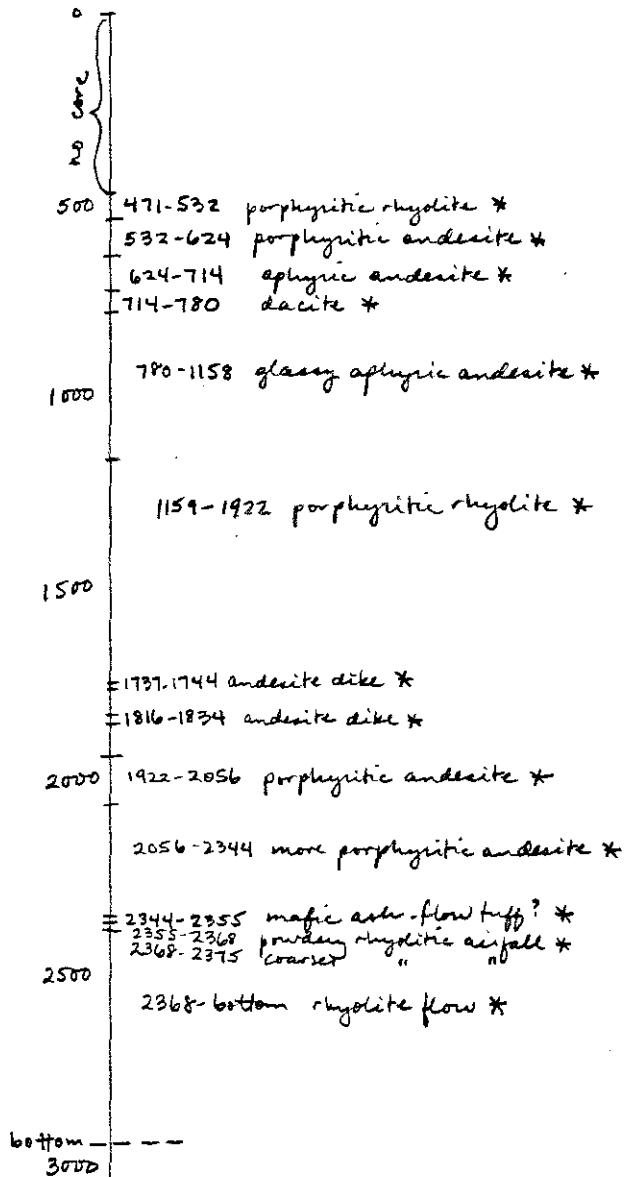 0
no core
500 471-532 porphyritic rhyolite *
532-624 porphyritic andesite *
624-714 aphyric andesite *
714-780 dacite *
780-1158 glassy aphyric andesite *
1000
1159-1922 porphyritic rhyolite *
1500
1737-1744 andesite dike *
1816-1834 andesite dike *
2000 1922-2056 porphyritic andesite *
2056-2344 more porphyritic andesite *
2344-2355 mafic ash-flow tuff? *
2355-2368 powdery rhyolitic airfall *
2368-2375 coarser " "
2500
2368-bottom rhyolite flow *
bottom
3000